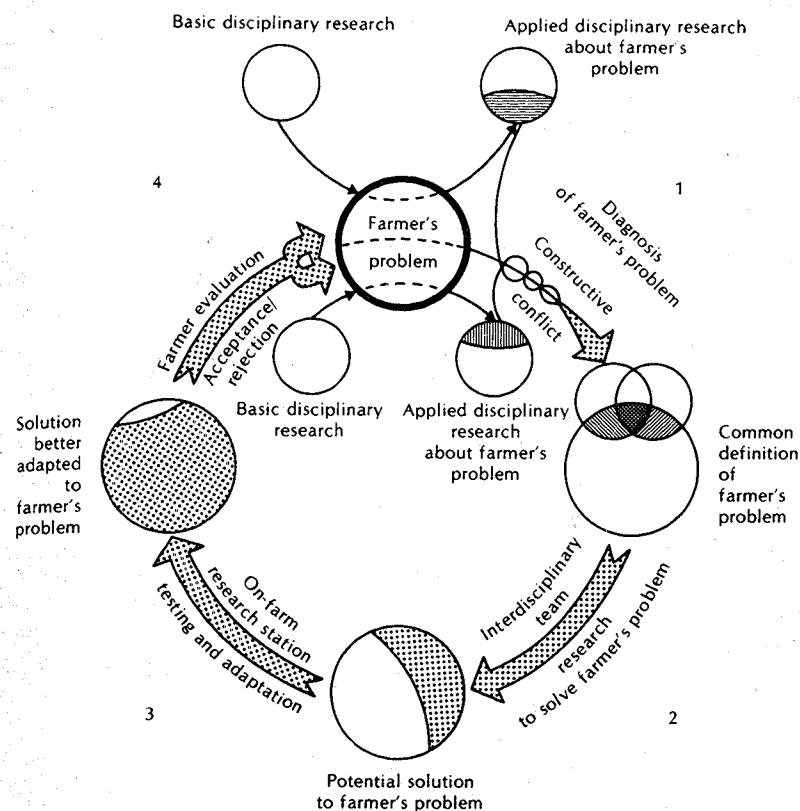 Basic disciplinary research
Applied disciplinary research
about farmer's
problem
4
1
Farmer's
problem
Diagnosis
of farmer's problem
Constructive
conflict
Farmer evaluation
Acceptance/
rejection
Basic disciplinary
research
Applied disciplinary
research
about farmer's
problem
Solution
better
adapted
to
farmer's
problem
Common
definition
of
farmer's
problem
On-farm
research station
testing and adaptation
Interdisciplinary
team
research
to solve farmer's problem
3
2
Potential solution
to farmer's problem